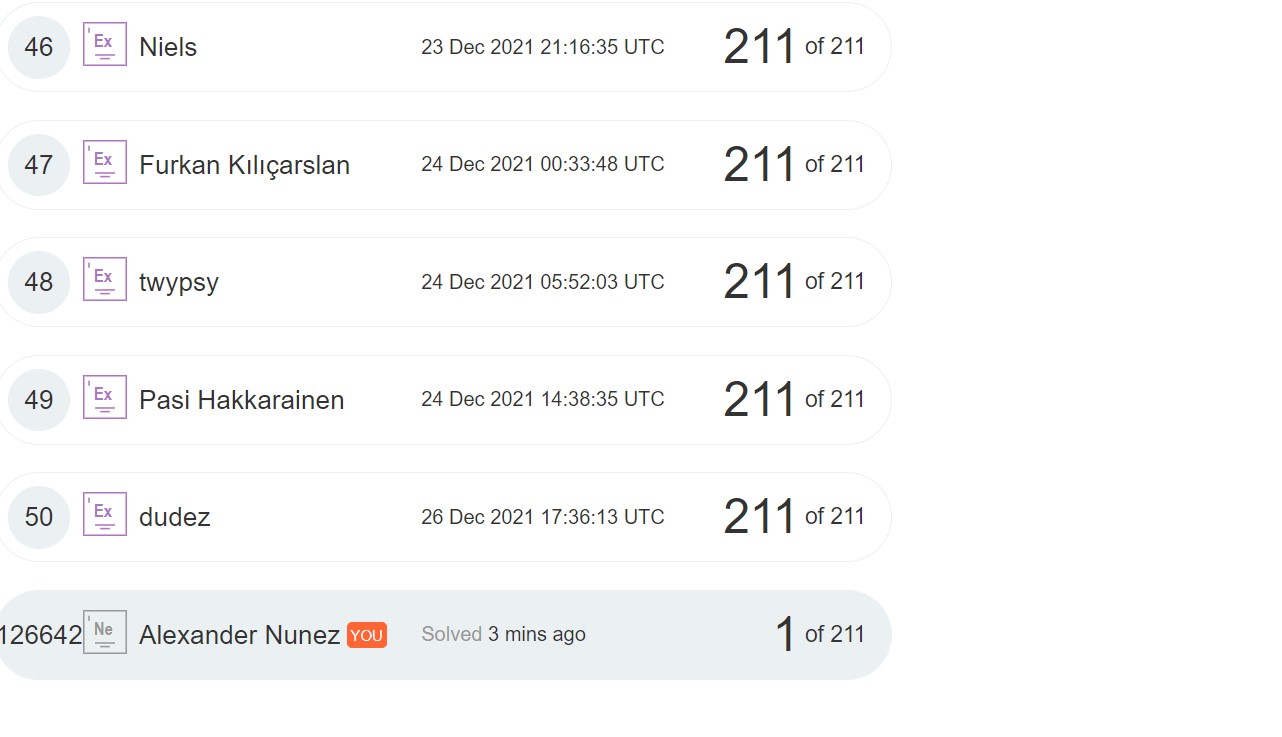 46 Ex Niels 23 Dec 2021 21:16:35 UTC 211 of 211
47 Ex Furkan Kılıçarslan 24 Dec 2021 00:33:48 UTC 211 of 211
48 Ex twypsy 24 Dec 2021 05:52:03 UTC 211 of 211
49 Ex Pasi Hakkarainen 24 Dec 2021 14:38:35 UTC 211 of 211
50 Ex dudez 26 Dec 2021 17:36:13 UTC 211 of 211
126642 Ne Alexander Nunez YOU Solved 3 mins ago 1 of 211